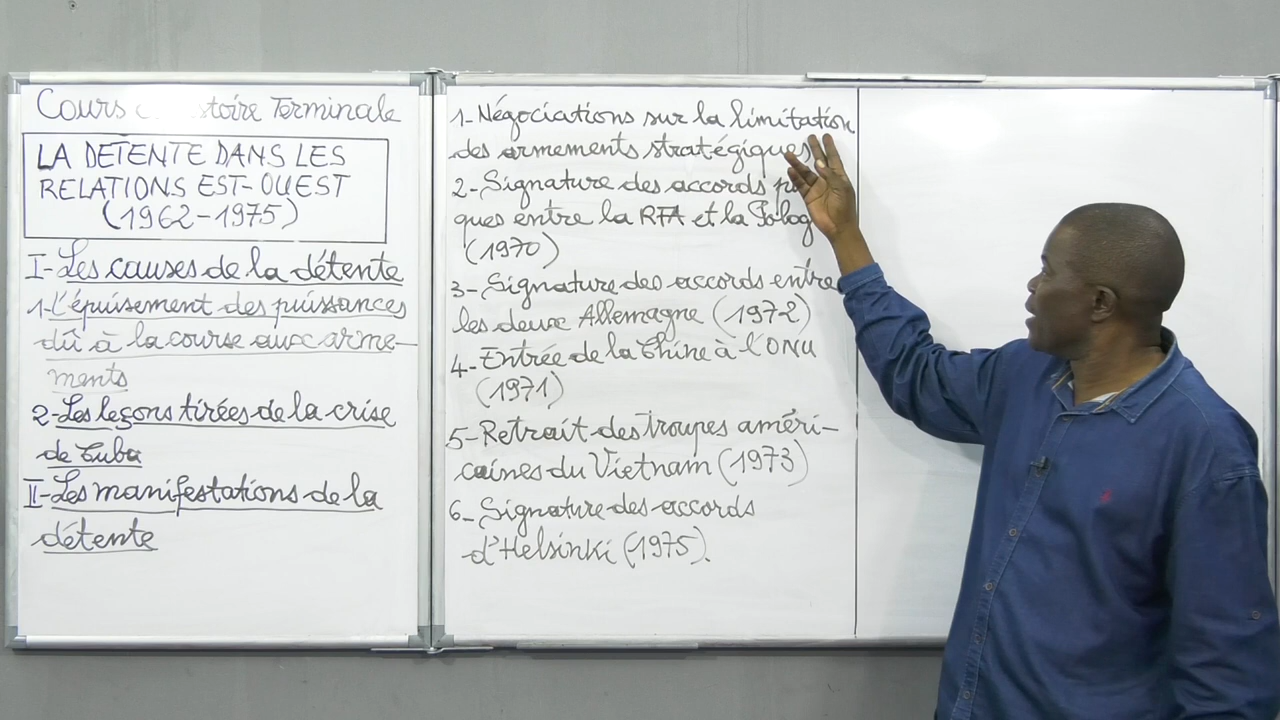 Cours Terminale
LA DETENTE DANS LES
RELATIONS EST-OUEST
(1962-1975)
I-Les causes de la détente
1-L'épuisement des puissances
dû à la course aux arme-
ments
2-Les leçons tirées de la crise
de Cuba
II-Les manifestations de la
détente
1-Négociations sur la limitation
des armements stratégiques
2-Signature des accords
ques entre la RFA et la
(1970)
3-Signature des accords entre
les deux Allemagne (1972)
4-Entrée de la Chine à l'ONU
(1971)
5-Retrait des troupes améri-
caines du Vietnam (1973)
6-Signature des accords
d'Helsinki (1975).